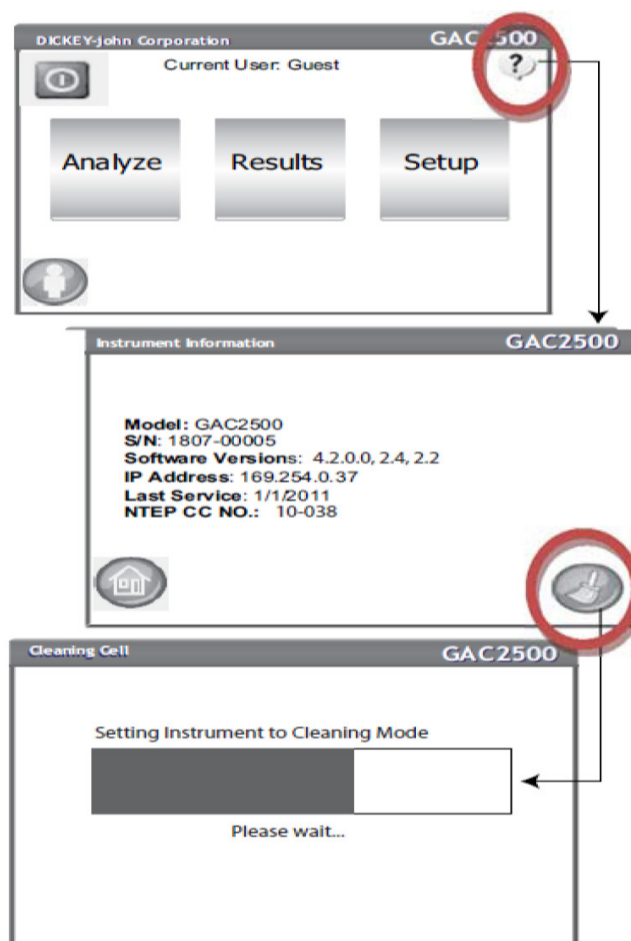 DICKEY-john Corporation GAC2500
Current User: Guest
?
Analyze Results Setup
Instrument Information GAC2500
Model: GAC2500
S/N: 1807-00005
Software Versions: 4.2.0.0, 2.4, 2.2
IP Address: 169.254.0.37
Last Service: 1/1/2011
NTEP CC NO.: 10-038
Cleaning Cell GAC2500
Setting Instrument to Cleaning Mode
Please wait...